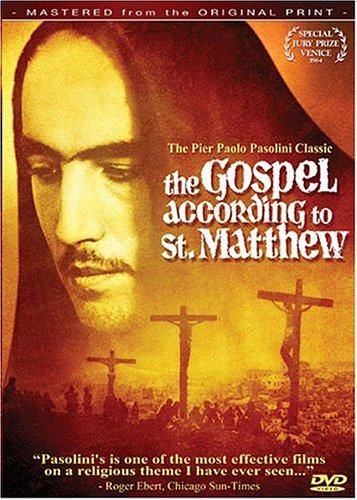 - MASTERED from the ORIGINAL PRINT -
SPECIAL
JURY PRIZE
VENICE
1964
The Pier Paolo Pasolini Classic
the GOSPEL
ACCORDING to
st. MATTHEW
"Pasolini's is one of the most effective films
on a religious theme I have ever seen..."
- Roger Ebert, Chicago Sun-Times
DVD
VIDEO